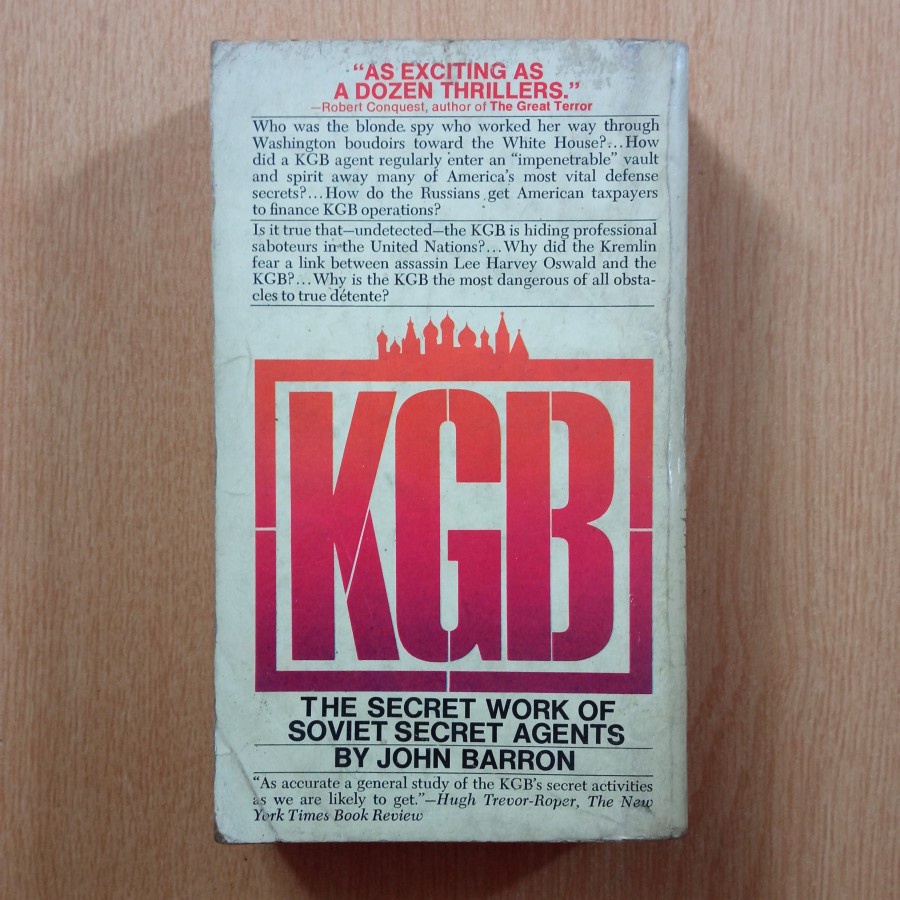 “AS EXCITING AS
A DOZEN THRILLERS.”
—Robert Conquest, author of The Great Terror
Who was the blonde spy who worked her way through
Washington boudoirs toward the White House?...How
did a KGB agent regularly enter an “impenetrable” vault
and spirit away many of America’s most vital defense
secrets?...How do the Russians get American taxpayers
to finance KGB operations?
Is it true that—undetected—the KGB is hiding professional
saboteurs in the United Nations?...Why did the Kremlin
fear a link between assassin Lee Harvey Oswald and the
KGB?...Why is the KGB the most dangerous of all obsta-
cles to true détente?
KGB
THE SECRET WORK OF
SOVIET SECRET AGENTS
BY JOHN BARRON
“As accurate a general study of the KGB’s secret activities
as we are likely to get.”—Hugh Trevor-Roper, The New
York Times Book Review